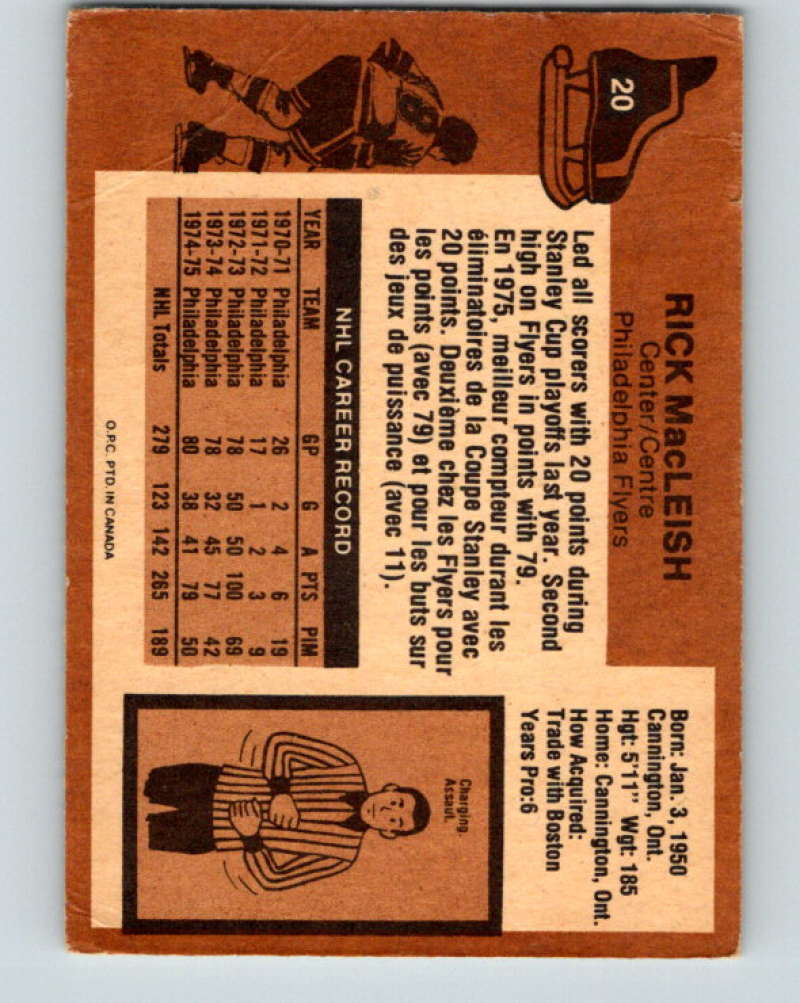 20
RICK MacLEISH
Center/Centre
Philadelphia Flyers
Born: Jan. 3, 1950
Cannington, Ont.
Hgt: 5'11" Wgt: 185
Home: Cannington, Ont.
How Acquired:
Trade with Boston
Years Pro:6
Led all scorers with 20 points during
Stanley Cup playoffs last year. Second
high on Flyers in points with 79.
En 1975, meilleur compteur durant les
éliminatoires de la Coupe Stanley avec
20 points. Deuxième chez les Flyers pour
les points (avec 79) et pour les buts sur
des jeux de puissance (avec 11).
NHL CAREER RECORD
YEAR TEAM GP G A PTS PIM
1970-71 Philadelphia 26 2 4 6 19
1971-72 Philadelphia 17 1 2 3 9
1972-73 Philadelphia 78 50 50 100 69
1973-74 Philadelphia 78 32 45 77 42
1974-75 Philadelphia 80 38 41 79 50
NHL Totals 279 123 142 265 189
Charging.
Assaut.
O.P.C. PTD. IN CANADA